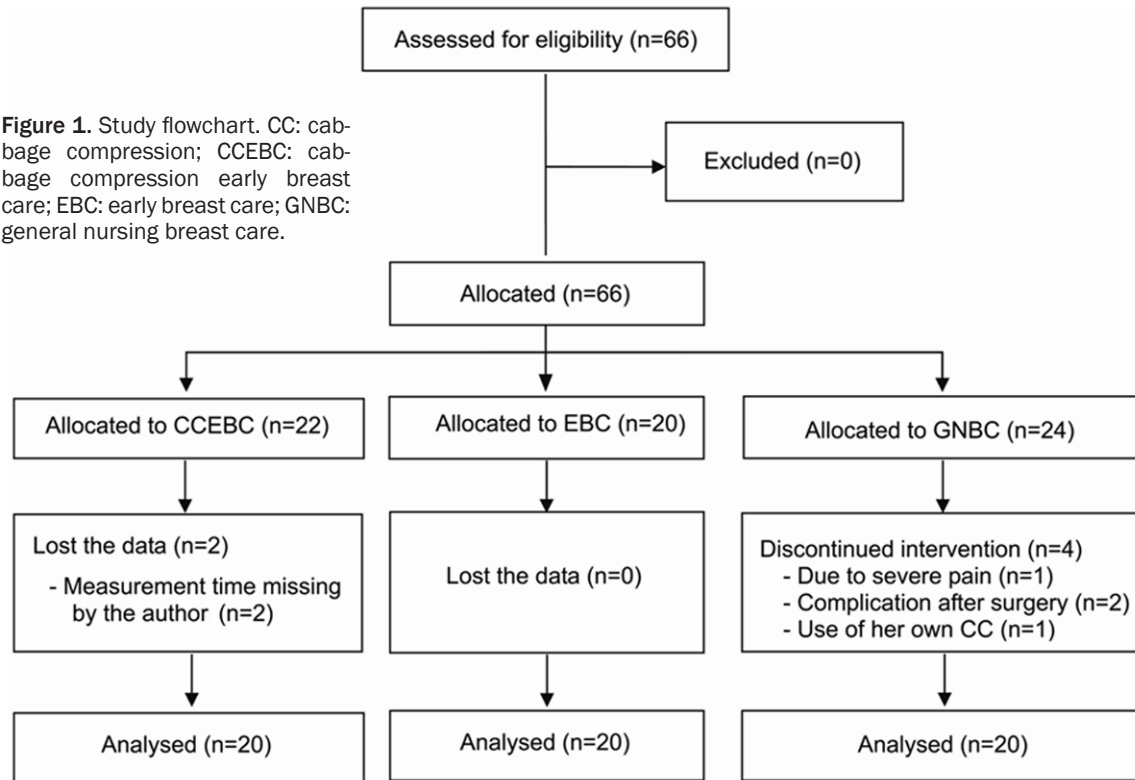 Assessed for eligibility (n=66)
Figure 1. Study flowchart. CC: cab-
bage compression; CCEBC: cab-
bage compression early breast
care; EBC: early breast care; GNBC:
general nursing breast care.
Excluded (n=0)
Allocated (n=66)
Allocated to CCEBC (n=22)
Allocated to EBC (n=20)
Allocated to GNBC (n=24)
Lost the data (n=2)
- Measurement time missing
by the author (n=2)
Lost the data (n=0)
Discontinued intervention (n=4)
- Due to severe pain (n=1)
- Complication after surgery (n=2)
- Use of her own CC (n=1)
Analysed (n=20)
Analysed (n=20)
Analysed (n=20)